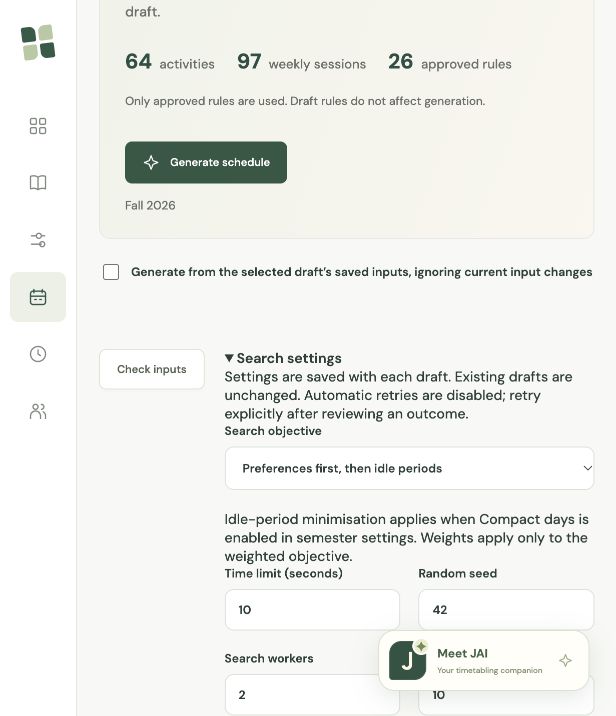 draft.
64 activities 97 weekly sessions 26 approved rules
Only approved rules are used. Draft rules do not affect generation.
Generate schedule
Fall 2026
Generate from the selected draft's saved inputs, ignoring current input changes
Check inputs
▼ Search settings
Settings are saved with each draft. Existing drafts are
unchanged. Automatic retries are disabled; retry
explicitly after reviewing an outcome.
Search objective
Preferences first, then idle periods
Idle-period minimisation applies when Compact days is
enabled in semester settings. Weights apply only to the
weighted objective.
Time limit (seconds) Random seed
10 42
Search workers
2 10
J Meet JAI
Your timetabling companion